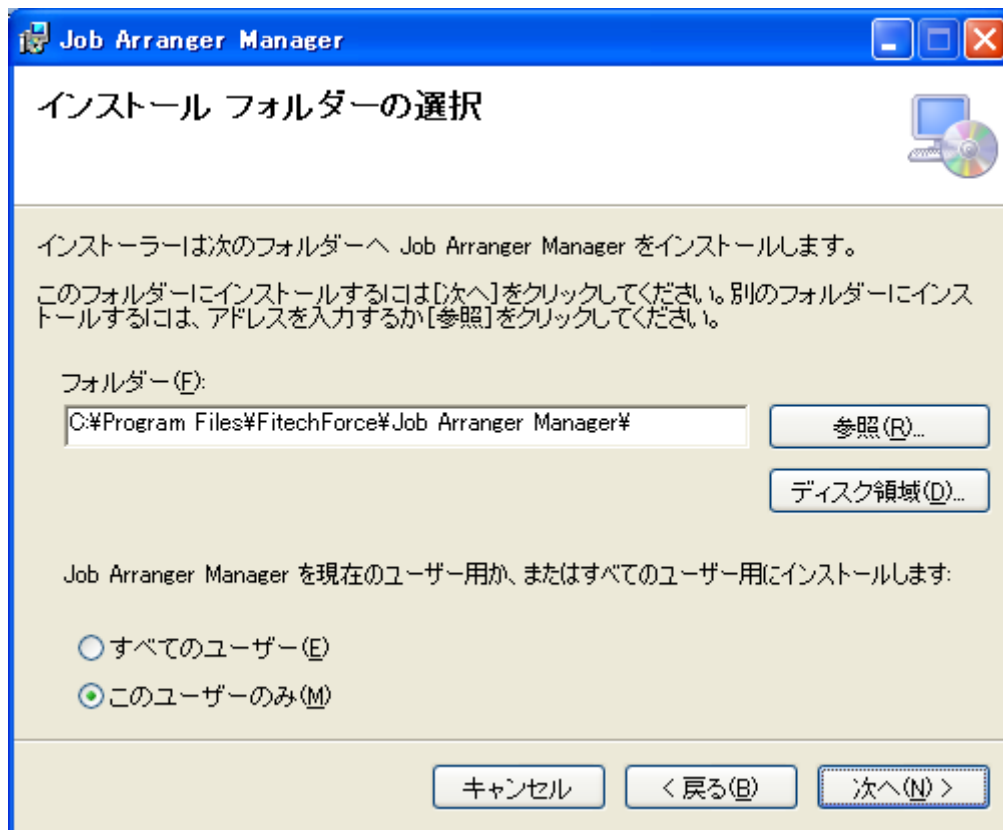 Job Arranger Manager
インストール フォルダーの選択
インストーラーは次のフォルダーへ Job Arranger Manager をインストールします。
このフォルダーにインストールするには[次へ]をクリックしてください。別のフォルダーにインス
トールするには、アドレスを入力するか[参照]をクリックしてください。
フォルダー(F):
C:¥Program Files¥FitechForce¥Job Arranger Manager¥
参照(R)...
ディスク領域(D)...
Job Arranger Manager を現在のユーザー用か、またはすべてのユーザー用にインストールします:
すべてのユーザー(E)
このユーザーのみ(M)
キャンセル
< 戻る(B)
次へ(N) >